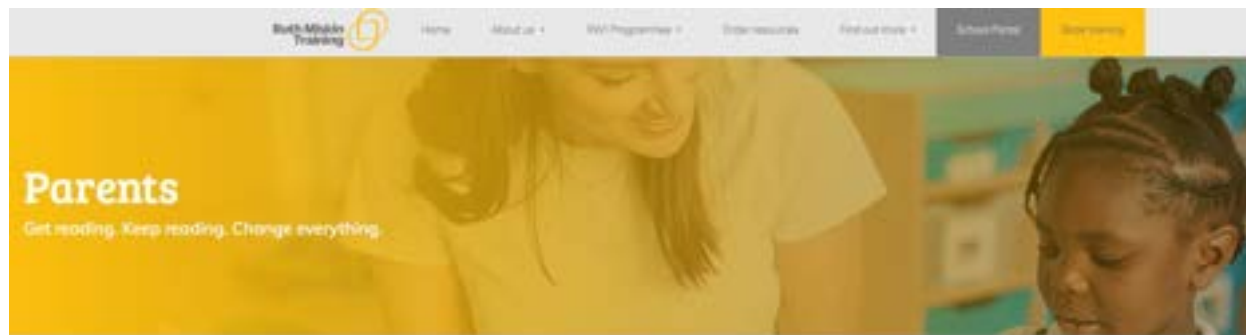 Ruth Miskin
Training
Home
About us
RWI Programmes
Order resources
Find out more
School Portal
Book training
Parents
Get reading. Keep reading. Change everything.